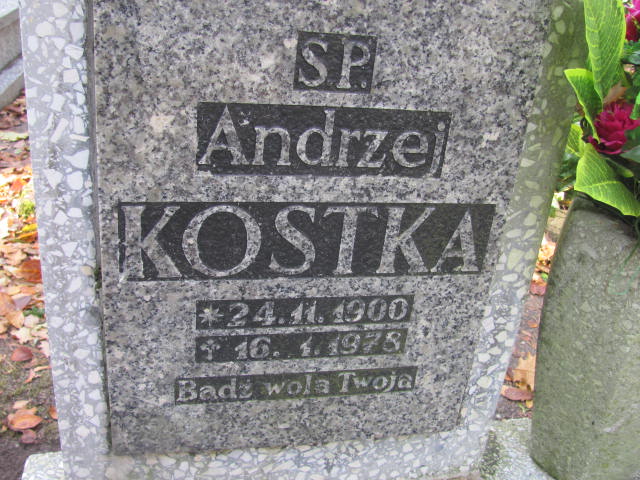 SP.
Andrzej
KOSTKA
*24.11.1900
✝16.1.1978
Bądź wola Twoja